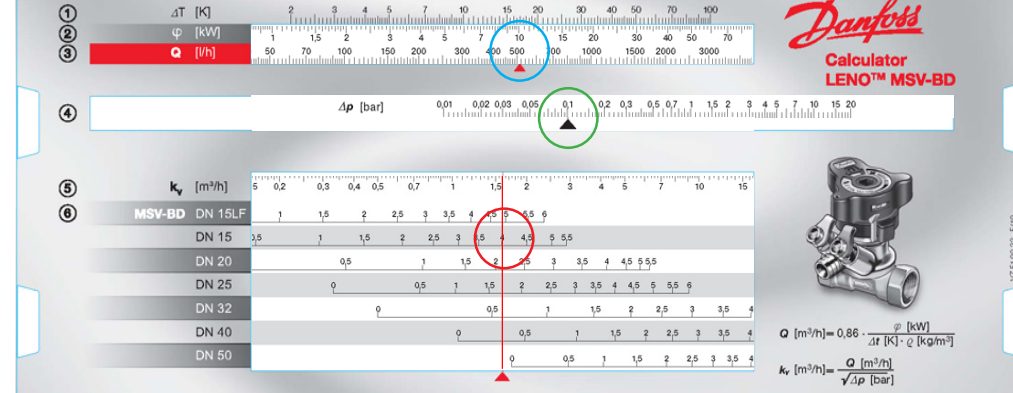 ① ΔT [K] 2 3 4 5 7 10 15 20 30 40 50 70 100
② φ [kW] 1 1,5 2 3 4 5 7 10 15 20 30 40 50 70
③ Q [l/h] 50 70 100 150 200 300 400 500 700 1000 1500 2000 3000
Danfoss
Calculator
LENO™ MSV-BD
④ Δp [bar] 0,01 0,02 0,03 0,05 0,1 0,2 0,3 0,5 0,7 1 1,5 2 3 4 5 7 10 15 20
⑤ kv [m³/h] 5 0,2 0,3 0,4 0,5 0,7 1 1,5 2 3 4 5 7 10 15
⑥ MSV-BD DN 15LF 1 1,5 2 2,5 3 3,5 4 4,5 5 5,5 6
DN 15 0,5 1 1,5 2 2,5 3 3,5 4 4,5 5 5,5
DN 20 0,5 1 1,5 2 2,5 3 3,5 4 4,5 5 5,5
DN 25 0 0,5 1 1,5 2 2,5 3 3,5 4 4,5 5 5,5 6
DN 32 0 0,5 1 1,5 2 2,5 3 3,5 4
DN 40 0 0,5 1 1,5 2 2,5 3 3,5 4
DN 50 0 0,5 1 1,5 2 2,5 3 3,5 4
Q [m³/h]= 0,86 · φ [kW] / Δt [K] · ϱ [kg/m³]
kv [m³/h]= Q [m³/h] / √Δp [bar]